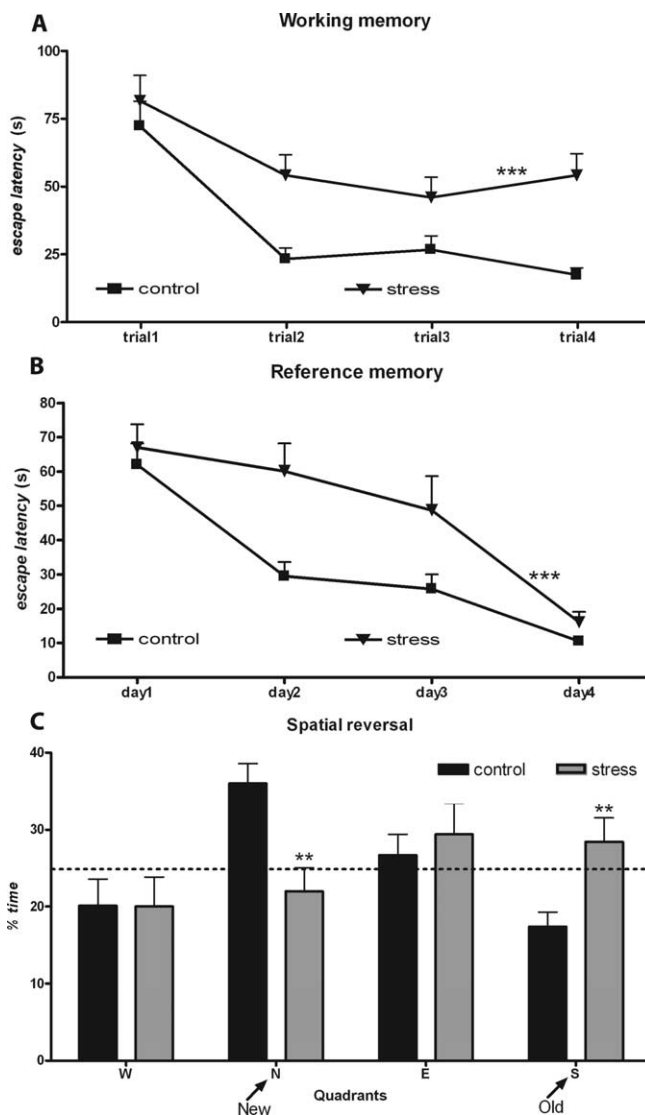 A
Working memory
100
75
50
25
0
escape latency (s)
***
control
stress
trial1 trial2 trial3 trial4
B
Reference memory
80
70
60
50
40
30
20
10
0
escape latency (s)
***
control
stress
day1 day2 day3 day4
C
Spatial reversal
40
30
20
10
0
% time
control
stress
**
**
W N E S
New
Quadrants
Old